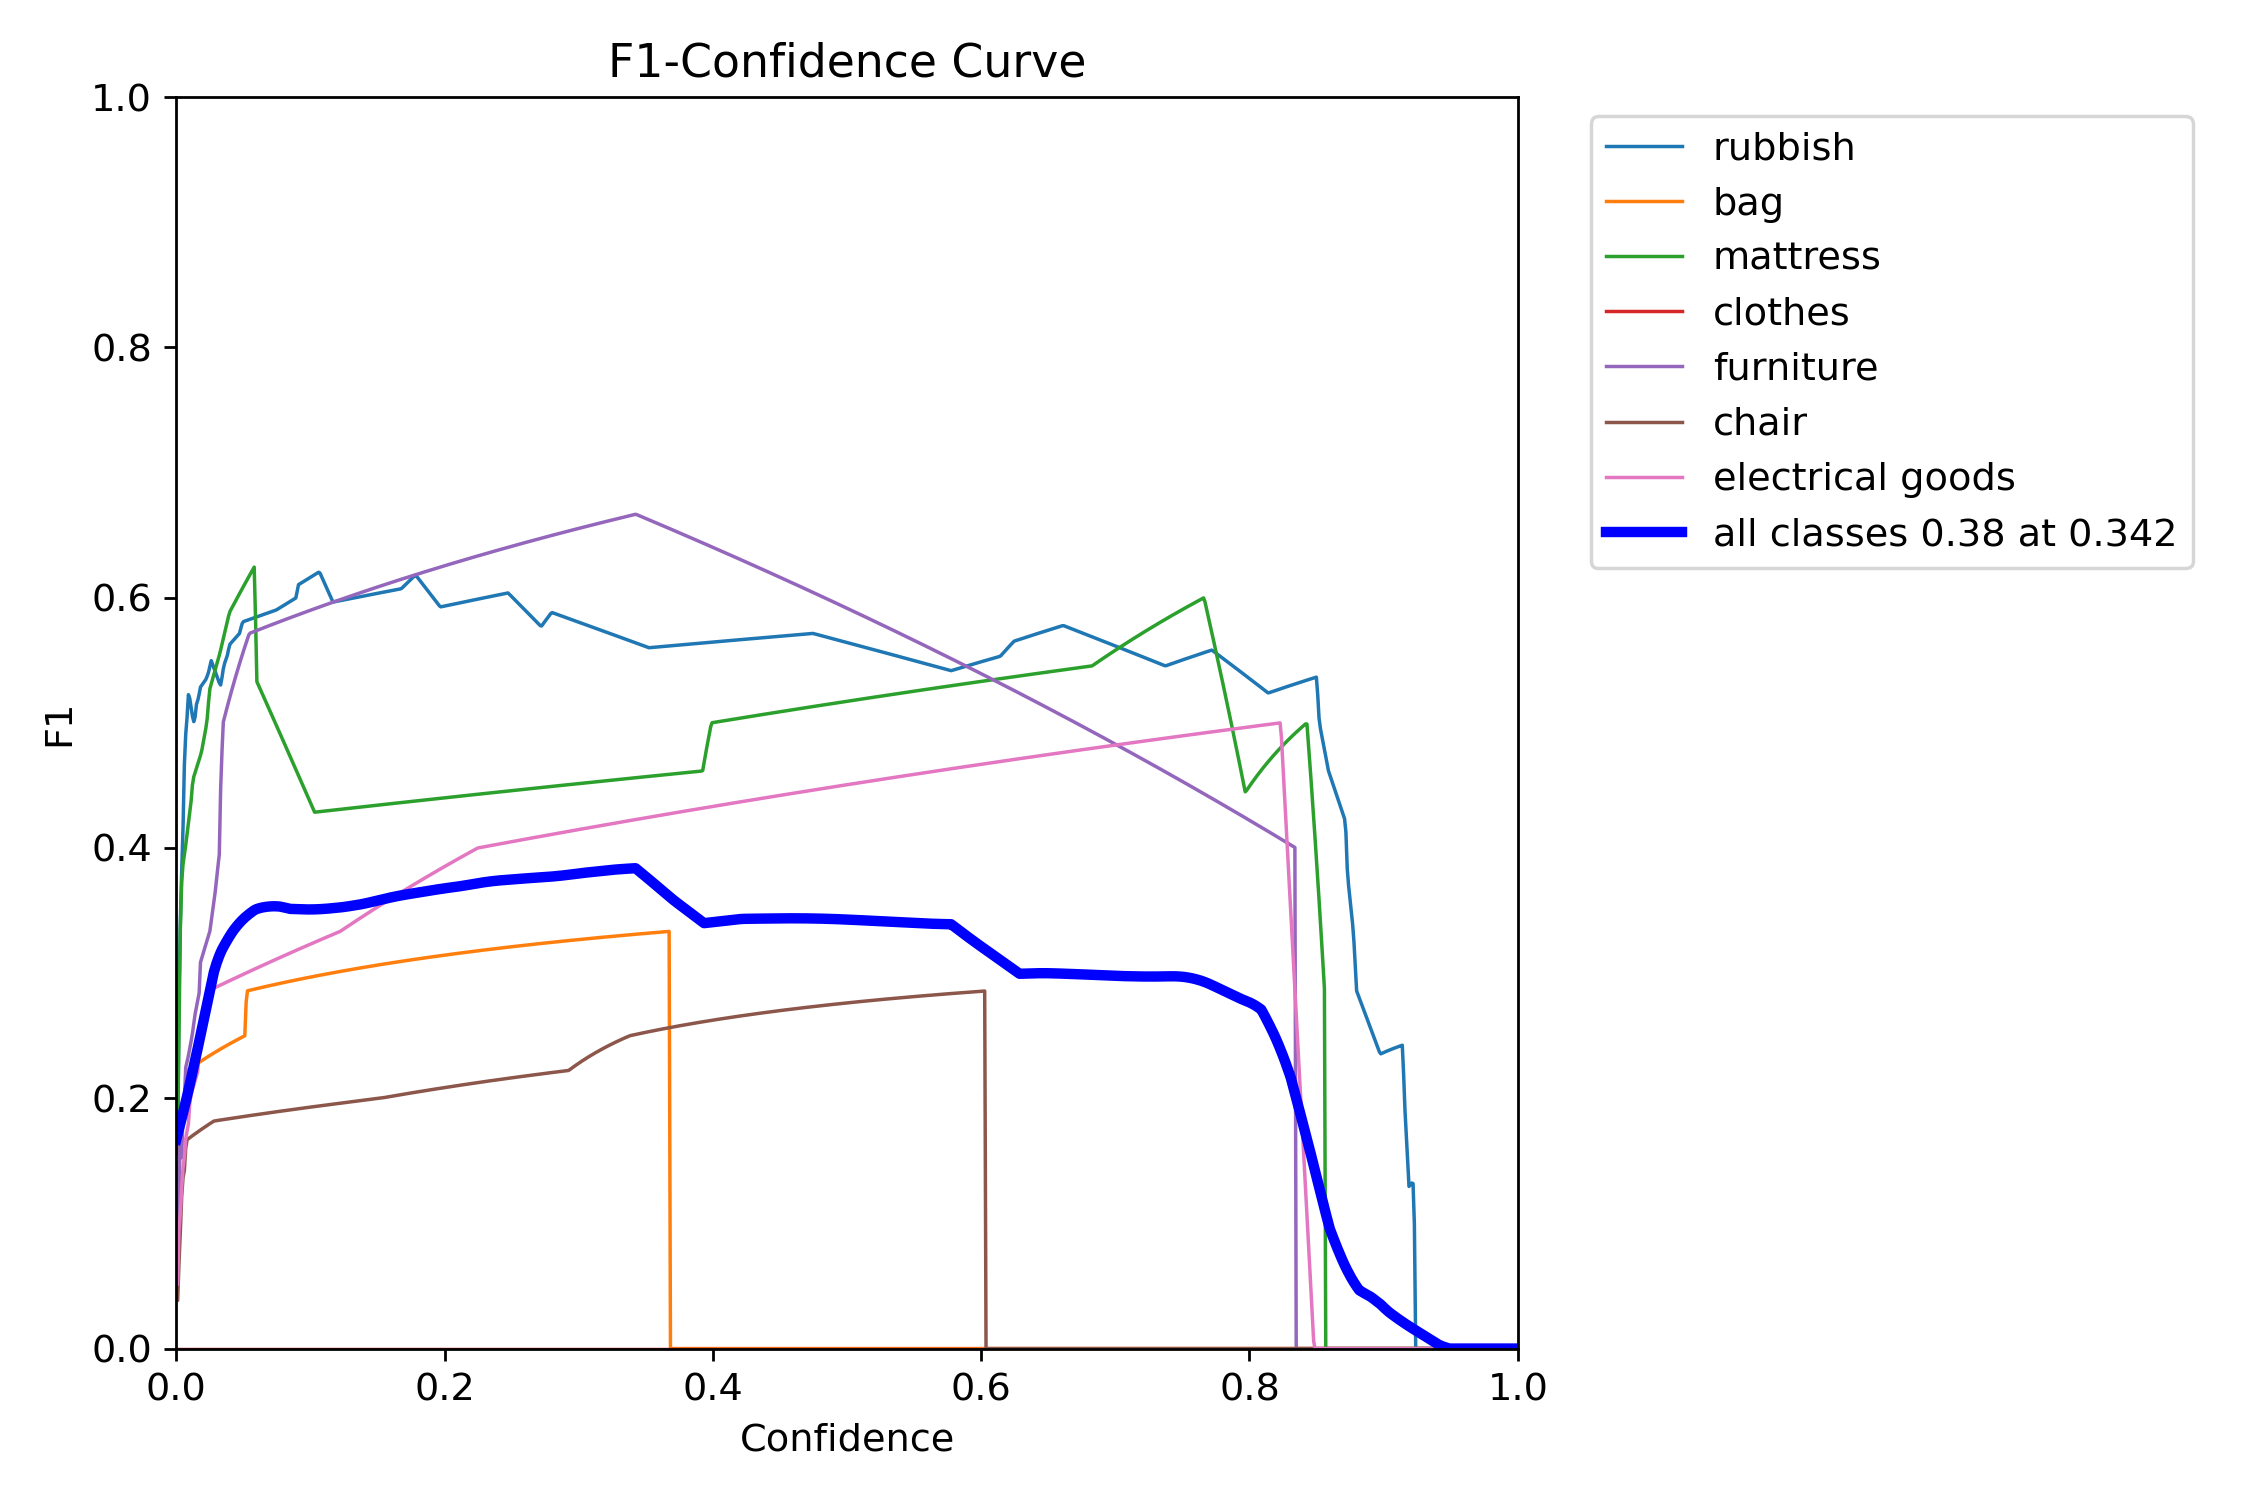 F1-Confidence Curve
1.0
0.8
0.6
0.4
0.2
0.0
F1
0.0 0.2 0.4 0.6 0.8 1.0
Confidence
rubbish
bag
mattress
clothes
furniture
chair
electrical goods
all classes 0.38 at 0.342